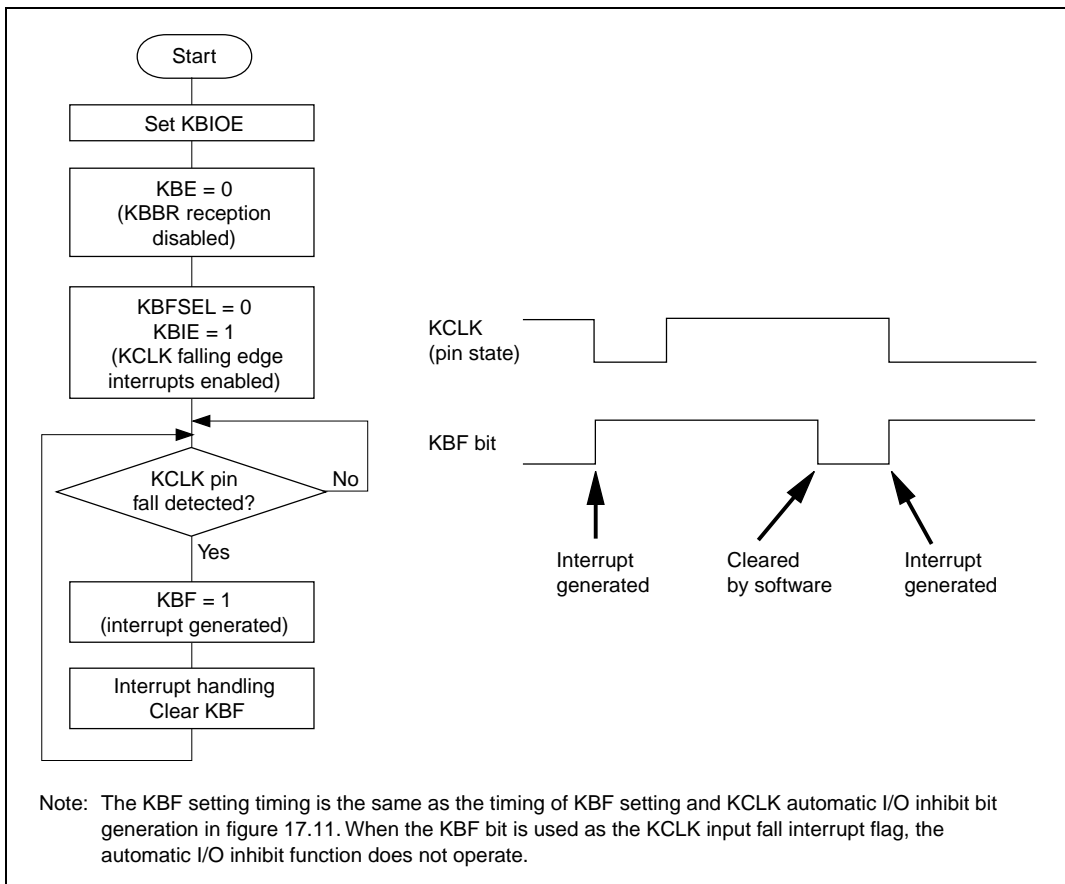 Start
Set KBIOE
KBE = 0
(KBBR reception
disabled)
KBFSEL = 0
KBIE = 1
(KCLK falling edge
interrupts enabled)
KCLK pin
fall detected?
No
Yes
KBF = 1
(interrupt generated)
Interrupt handling
Clear KBF
KCLK
(pin state)
KBF bit
Interrupt
generated
Cleared
by software
Interrupt
generated
Note: The KBF setting timing is the same as the timing of KBF setting and KCLK automatic I/O inhibit bit
generation in figure 17.11. When the KBF bit is used as the KCLK input fall interrupt flag, the
automatic I/O inhibit function does not operate.